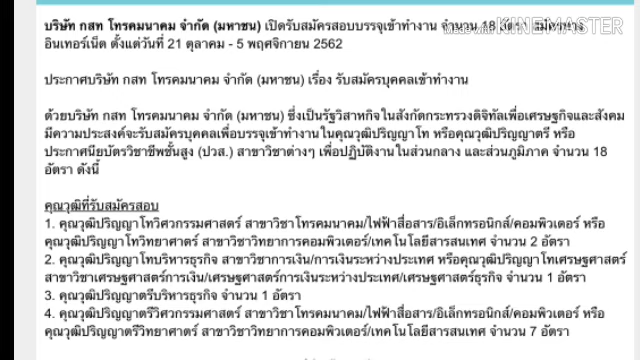 บริษัท กสท โทรคมนาคม จำกัด (มหาชน) เปิดรับสมัครสอบบรรจุเข้าทำงาน จำนวน 18 อัตรา สมัครทาง
Made with KINEMASTER
อินเทอร์เน็ต ตั้งแต่วันที่ 21 ตุลาคม - 5 พฤศจิกายน 2562
ประกาศบริษัท กสท โทรคมนาคม จำกัด (มหาชน) เรื่อง รับสมัครบุคคลเข้าทำงาน
ด้วยบริษัท กสท โทรคมนาคม จำกัด (มหาชน) ซึ่งเป็นรัฐวิสาหกิจในสังกัดกระทรวงดิจิทัลเพื่อเศรษฐกิจและสังคม
มีความประสงค์จะรับสมัครบุคคลเพื่อบรรจุเข้าทำงานในคุณวุฒิปริญญาโท หรือคุณวุฒิปริญญาตรี หรือ
ประกาศนียบัตรวิชาชีพชั้นสูง (ปวส.) สาขาวิชาต่างๆ เพื่อปฏิบัติงานในส่วนกลาง และส่วนภูมิภาค จำนวน 18
อัตรา ดังนี้
คุณวุฒิที่รับสมัครสอบ
1. คุณวุฒิปริญญาโทวิศวกรรมศาสตร์ สาขาวิชาโทรคมนาคม/ไฟฟ้าสื่อสาร/อิเล็กทรอนิกส์/คอมพิวเตอร์ หรือ
คุณวุฒิปริญญาโทวิทยาศาตร์ สาขาวิชาวิทยาการคอมพิวเตอร์/เทคโนโลยีสารสนเทศ จำนวน 2 อัตรา
2. คุณวุฒิปริญญาโทบริหารธุรกิจ สาขาวิชาการเงิน/การเงินระหว่างประเทศ หรือคุณวุฒิปริญญาโทเศรษฐศาสตร์
สาขาวิชาเศรษฐศาสตร์การเงิน/เศรษฐศาสตร์การเงินระหว่างประเทศ/เศรษฐศาสตร์ธุรกิจ จำนวน 1 อัตรา
3. คุณวุฒิปริญญาตรีบริหารธุรกิจ จำนวน 1 อัตรา
4. คุณวุฒิปริญญาตรีวิศวกรรมศาสตร์ สาขาวิชาโทรคมนาคม/ไฟฟ้าสื่อสาร/อิเล็กทรอนิกส์/คอมพิวเตอร์ หรือ
คุณวุฒิปริญญาตรีวิทยาศาตร์ สาขาวิชาวิทยาการคอมพิวเตอร์/เทคโนโลยีสารสนเทศ จำนวน 7 อัตรา